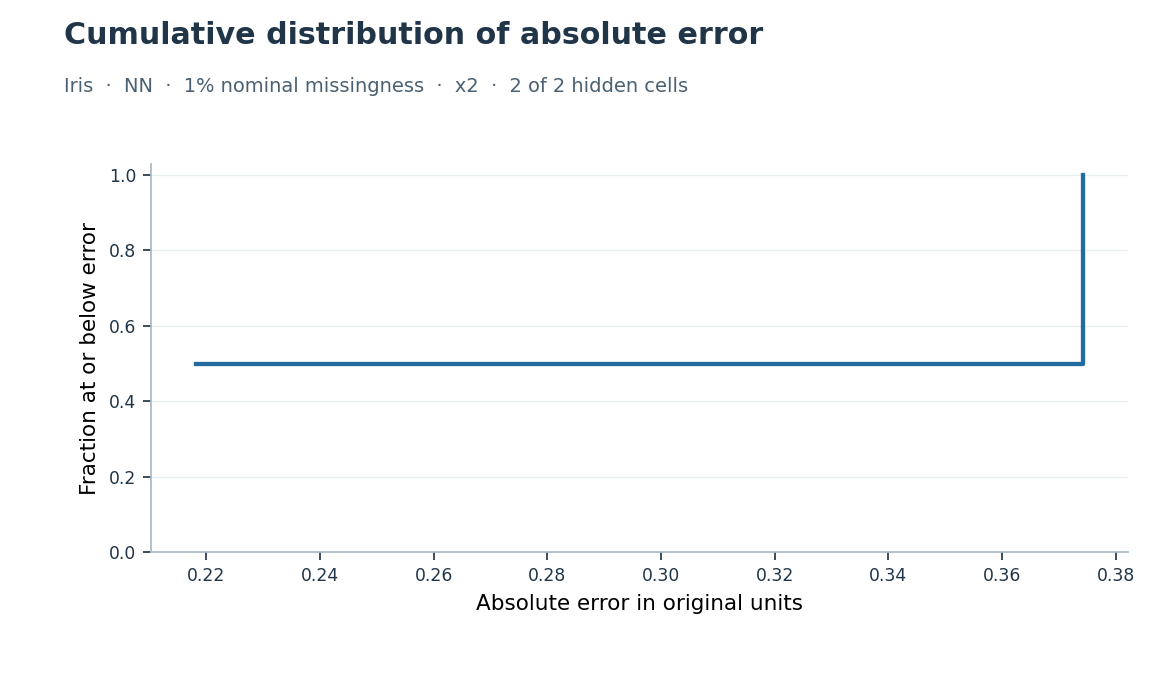 Cumulative distribution of absolute error
Iris · NN · 1% nominal missingness · x2 · 2 of 2 hidden cells
Fraction at or below error
1.0
0.8
0.6
0.4
0.2
0.0
0.22 0.24 0.26 0.28 0.30 0.32 0.34 0.36 0.38
Absolute error in original units